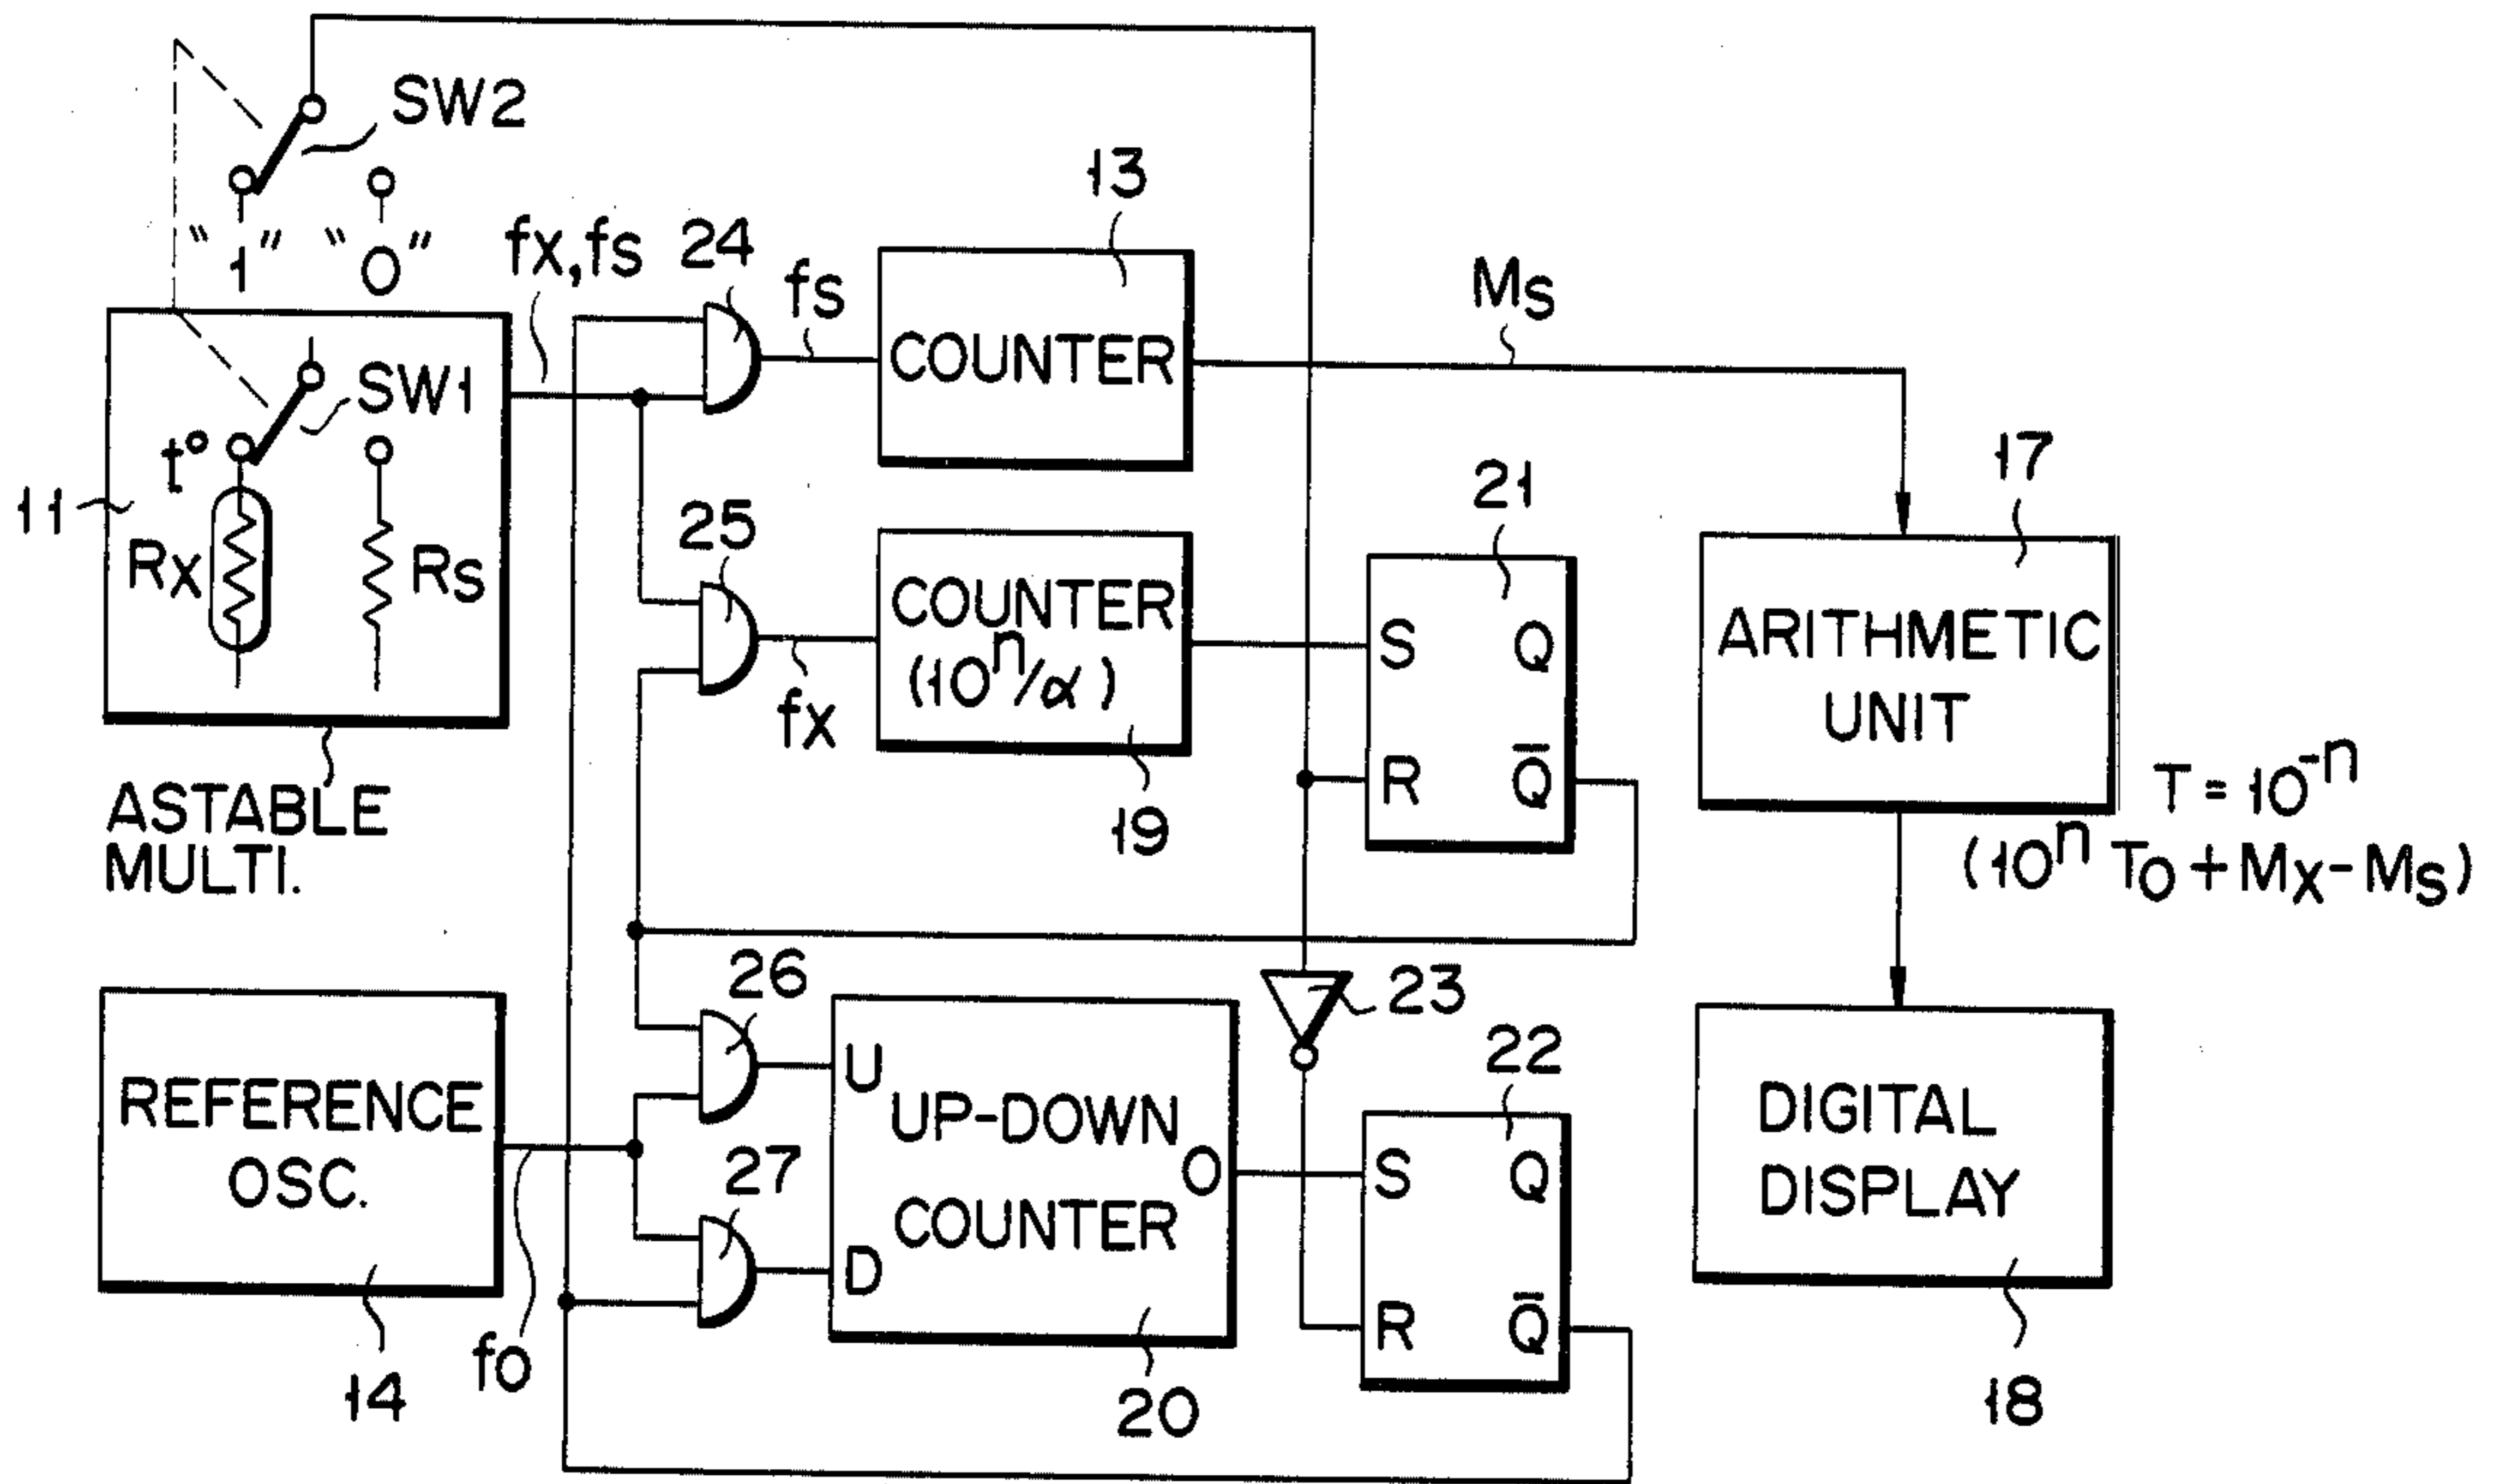 SW2
"1" "0"
fx,fs
24
fs
13
COUNTER
Ms
SW1
t°
11
Rx
Rs
ASTABLE
MULTI.
25
fx
COUNTER
(10ⁿ/α)
19
21
S Q
R Q̅
17
ARITHMETIC
UNIT
T = 10⁻ⁿ
(10ⁿ To + Mx - Ms)
26
23
REFERENCE
OSC.
14
fo
27
U
UP-DOWN
O
COUNTER
D
20
22
S Q
R Q̅
DIGITAL
DISPLAY
18